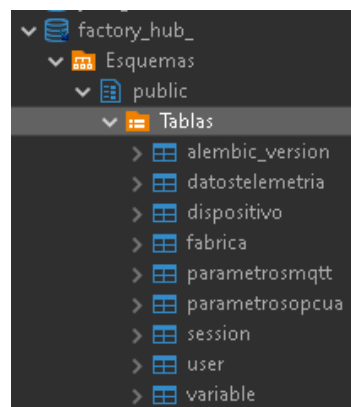 factory_hub_
Esquemas
public
Tablas
alembic_version
datostelemetria
dispositivo
fabrica
parametrosmqtt
parametrosopcua
session
user
variable